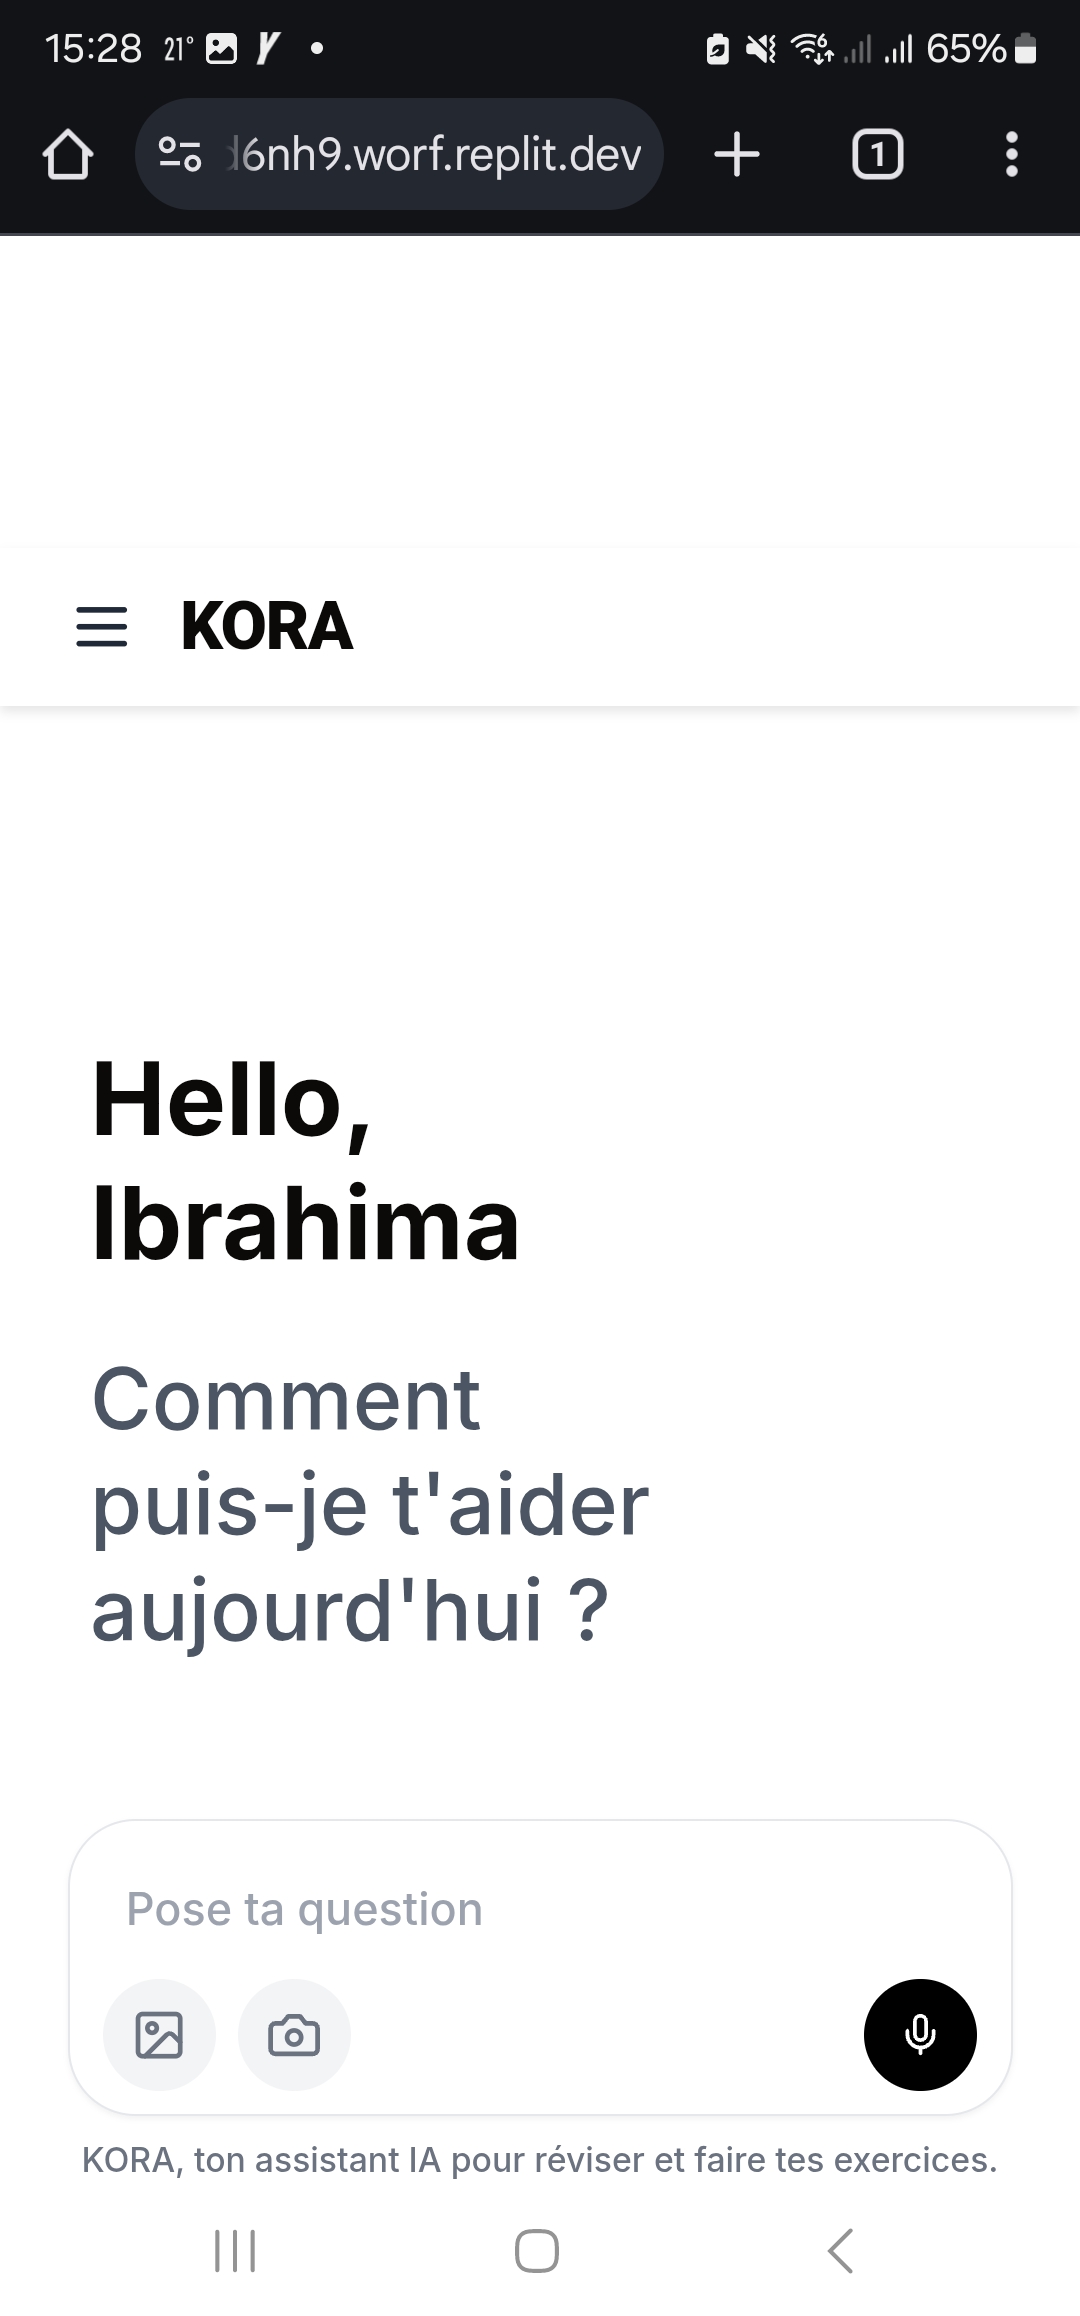 15:28 21° 65%
d6nh9.worf.replit.dev
1
KORA
Hello,
Ibrahima
Comment
puis-je t'aider
aujourd'hui ?
Pose ta question
KORA, ton assistant IA pour réviser et faire tes exercices.